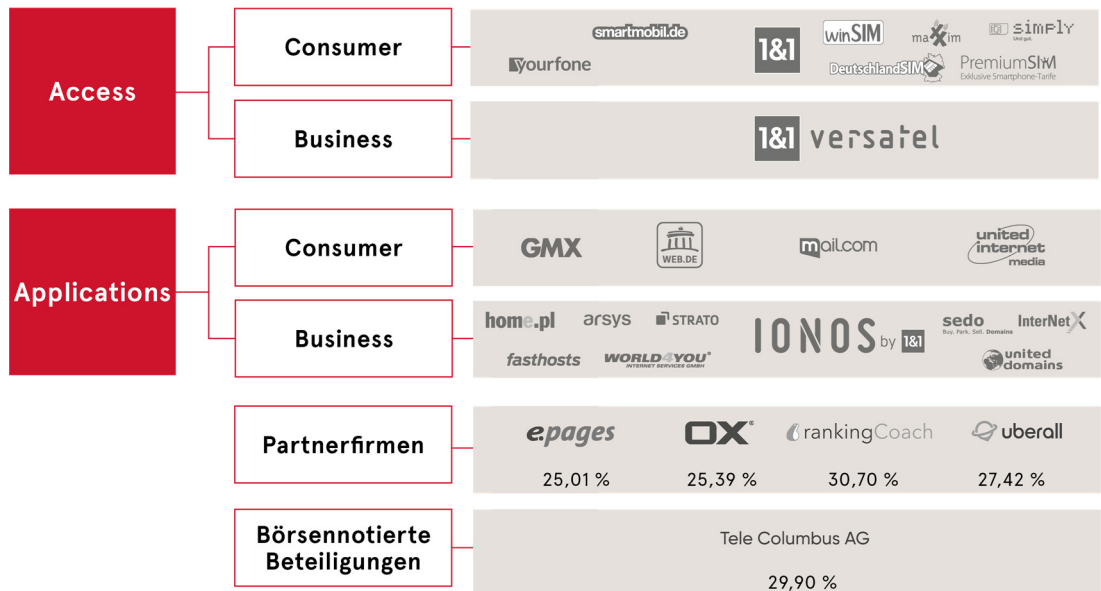 Access
Consumer
smartmobil.de
yourfone
1&1
winSIM
maXXim
simply
Und gut.
DeutschlandSIM
PremiumSIM
Exklusive Smartphone-Tarife
Business
1&1 versatel
Applications
Consumer
GMX
WEB.DE
mail.com
united
internet
media
Business
home.pl
arsys
STRATO
fasthosts
WORLD4YOU®
INTERNET SERVICES GMBH
IONOS by 1&1
sedo
Buy. Park. Sell. Domains
InterNetX
united
domains
Partnerfirmen
epages
OX®
rankingCoach
uberall
25,01 %
25,39 %
30,70 %
27,42 %
Börsennotierte
Beteiligungen
Tele Columbus AG
29,90 %